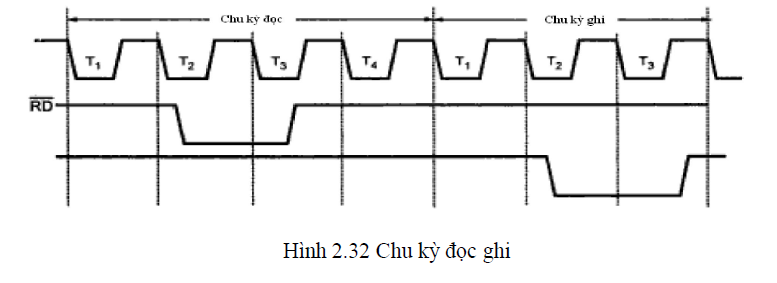 Chu kỳ đọc Chu kỳ ghi
T₁ T₂ T₃ T₄ T₁ T₂ T₃
R̅D̅
Hình 2.32 Chu kỳ đọc ghi